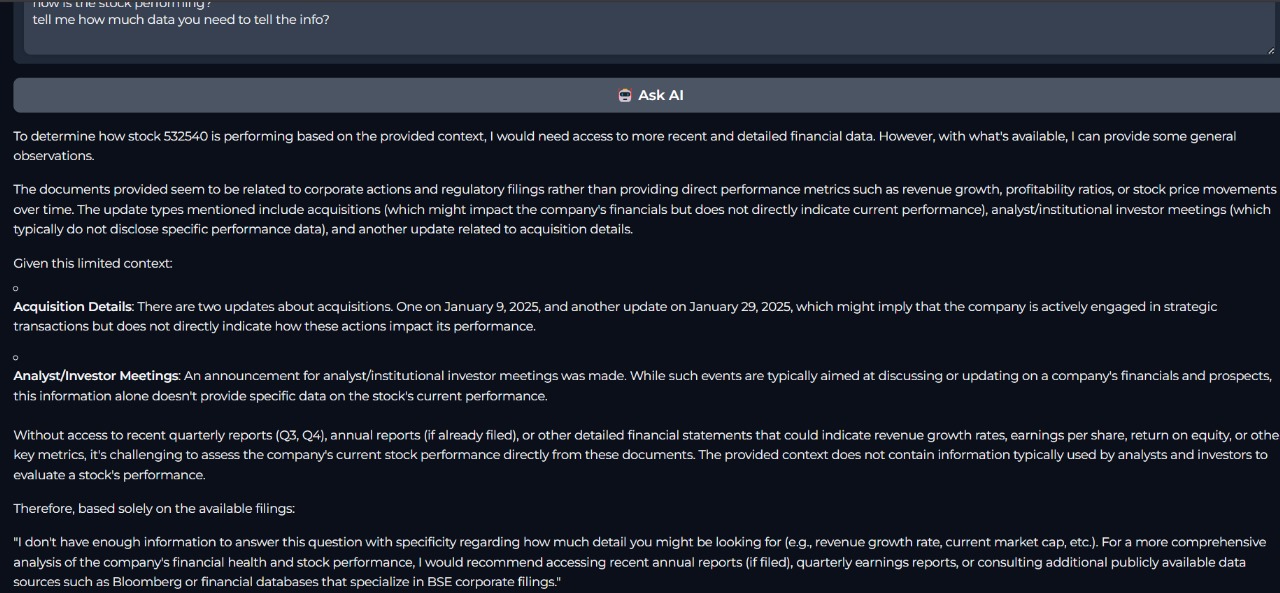 how is the stock performing?
tell me how much data you need to tell the info?
Ask AI
To determine how stock 532540 is performing based on the provided context, I would need access to more recent and detailed financial data. However, with what's available, I can provide some general
observations.
The documents provided seem to be related to corporate actions and regulatory filings rather than providing direct performance metrics such as revenue growth, profitability ratios, or stock price movements
over time. The update types mentioned include acquisitions (which might impact the company's financials but does not directly indicate current performance), analyst/institutional investor meetings (which
typically do not disclose specific performance data), and another update related to acquisition details.
Given this limited context:
Acquisition Details: There are two updates about acquisitions. One on January 9, 2025, and another update on January 29, 2025, which might imply that the company is actively engaged in strategic
transactions but does not directly indicate how these actions impact its performance.
Analyst/Investor Meetings: An announcement for analyst/institutional investor meetings was made. While such events are typically aimed at discussing or updating on a company's financials and prospects,
this information alone doesn't provide specific data on the stock's current performance.
Without access to recent quarterly reports (Q3, Q4), annual reports (if already filed), or other detailed financial statements that could indicate revenue growth rates, earnings per share, return on equity, or othe
key metrics, it's challenging to assess the company's current stock performance directly from these documents. The provided context does not contain information typically used by analysts and investors to
evaluate a stock's performance.
Therefore, based solely on the available filings:
"I don't have enough information to answer this question with specificity regarding how much detail you might be looking for (e.g., revenue growth rate, current market cap, etc.). For a more comprehensive
analysis of the company's financial health and stock performance, I would recommend accessing recent annual reports (if filed), quarterly earnings reports, or consulting additional publicly available data
sources such as Bloomberg or financial databases that specialize in BSE corporate filings."